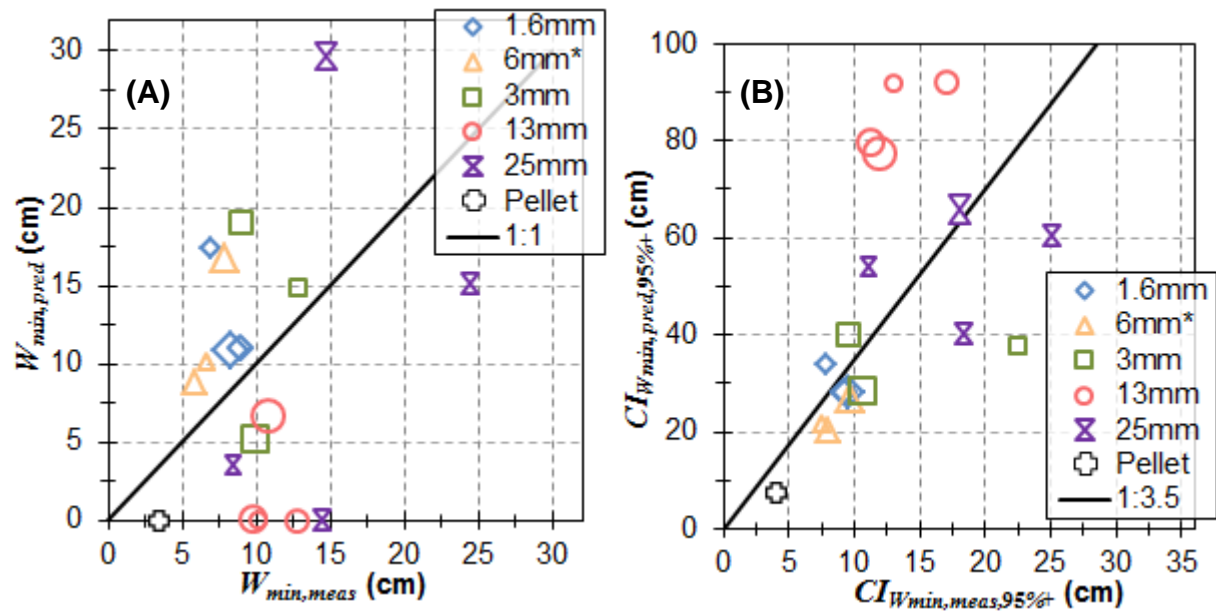 (A)
W_min,pred (cm)
30
25
20
15
10
5
0
0 5 10 15 20 25 30
W_min,meas (cm)
1.6mm
6mm*
3mm
13mm
25mm
Pellet
1:1
(B)
CI_Wmin,pred,95%+ (cm)
100
80
60
40
20
0
0 5 10 15 20 25 30 35
CI_Wmin,meas,95%+ (cm)
1.6mm
6mm*
3mm
13mm
25mm
Pellet
1:3.5